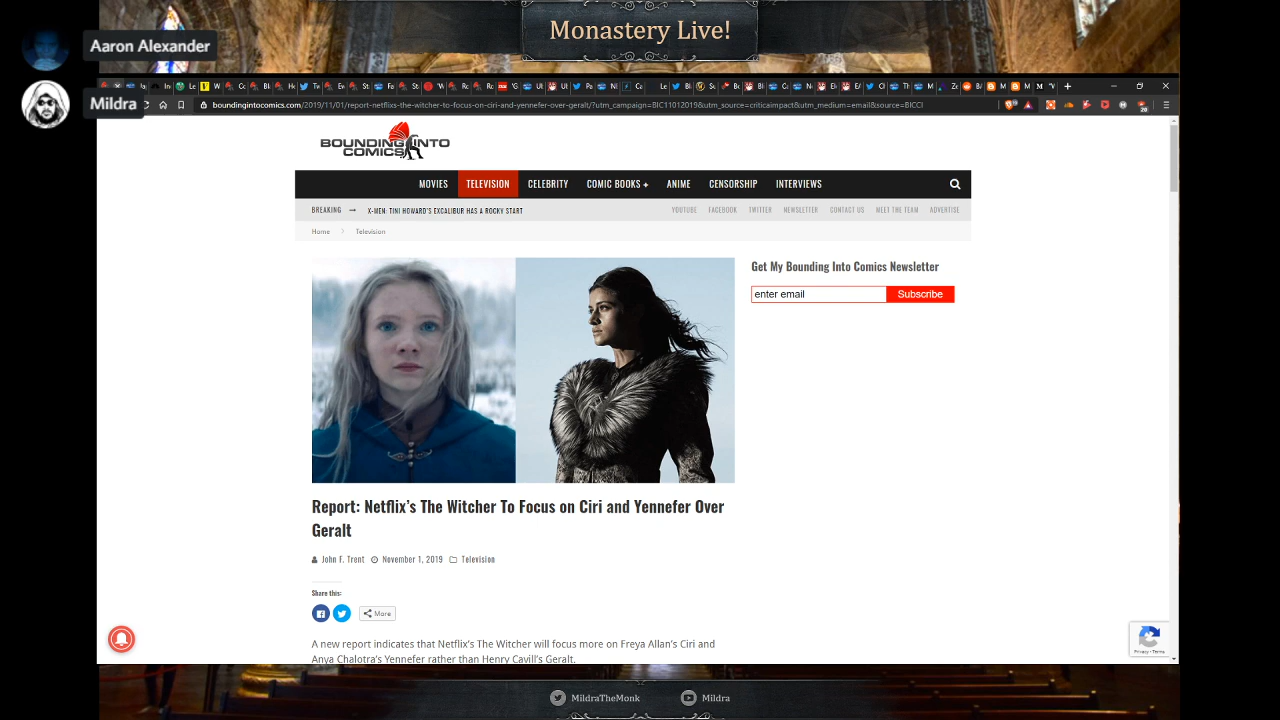 Monastery Live!
Aaron Alexander
Mildra
boundingintocomics.com/2019/11/01/report-netflixs-the-witcher-to-focus-on-ciri-and-yennefer-over-geralt/?utm_campaign=BIC11012019&utm_source=criticaimpact&utm_medium=email&source=BICCI
BOUNDING INTO
COMICS
MOVIES TELEVISION CELEBRITY COMIC BOOKS + ANIME CENSORSHIP INTERVIEWS
BREAKING → X-MEN: TINI HOWARD'S EXCALIBUR HAS A ROCKY START YOUTUBE FACEBOOK TWITTER NEWSLETTER CONTACT US MEET THE TEAM ADVERTISE
Home > Television
Get My Bounding Into Comics Newsletter
enter email Subscribe
Report: Netflix's The Witcher To Focus on Ciri and Yennefer Over
Geralt
John F. Trent November 1, 2019 Television
Share this:
More
A new report indicates that Netflix's The Witcher will focus more on Freya Allan's Ciri and
Anya Chalotra's Yennefer rather than Henry Cavill's Geralt.
Privacy - Terms
MildraTheMonk Mildra